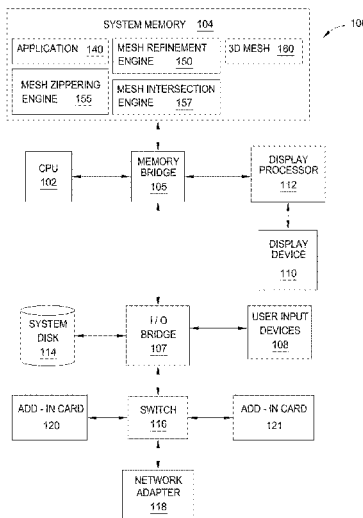 100
SYSTEM MEMORY 104
APPLICATION 140
MESH REFINEMENT
ENGINE 150
3D MESH 160
MESH ZIPPERING
ENGINE 155
MESH INTERSECTION
ENGINE 157
CPU
102
MEMORY
BRIDGE
105
DISPLAY
PROCESSOR
112
DISPLAY
DEVICE
110
SYSTEM
DISK
114
I / O
BRIDGE
107
USER INPUT
DEVICES
108
ADD - IN CARD
120
SWITCH
116
ADD - IN CARD
121
NETWORK
ADAPTER
118